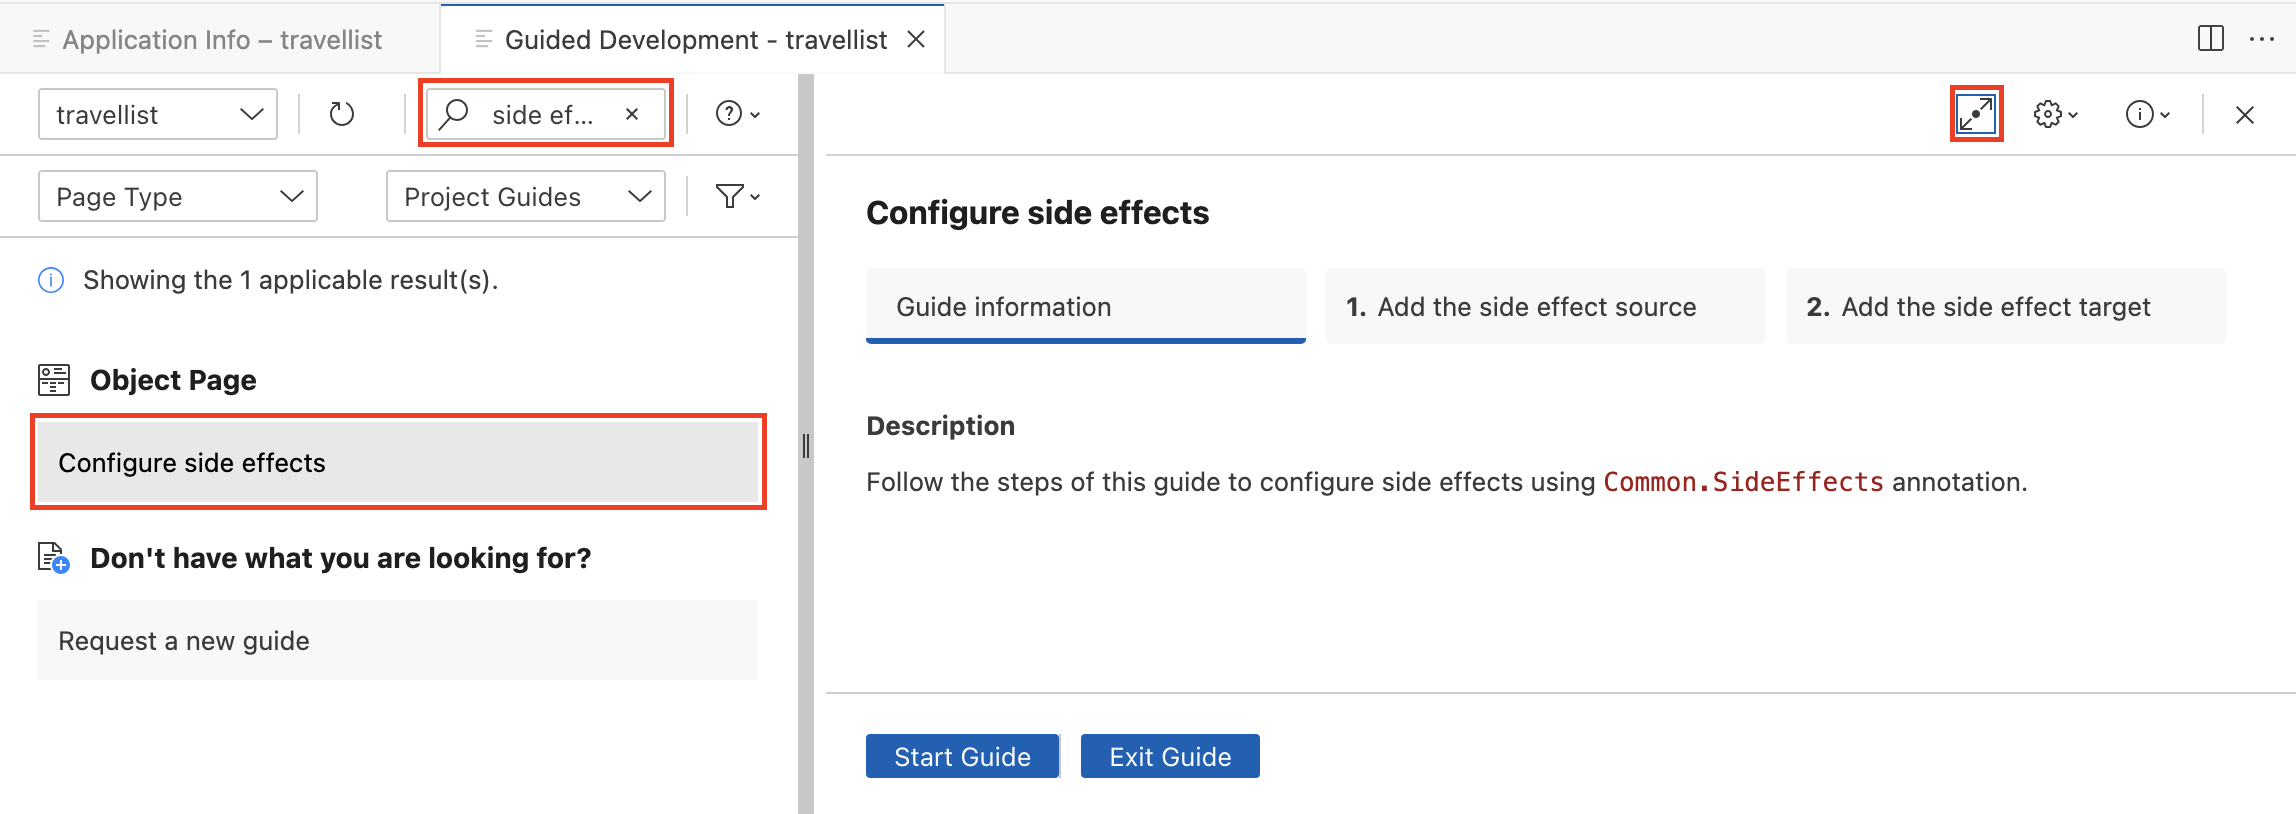 Application Info – travellist
Guided Development - travellist
travellist
side ef...
Page Type
Project Guides
Showing the 1 applicable result(s).
Object Page
Configure side effects
Don't have what you are looking for?
Request a new guide
Configure side effects
Guide information
1. Add the side effect source
2. Add the side effect target
Description
Follow the steps of this guide to configure side effects using Common.SideEffects annotation.
Start Guide
Exit Guide